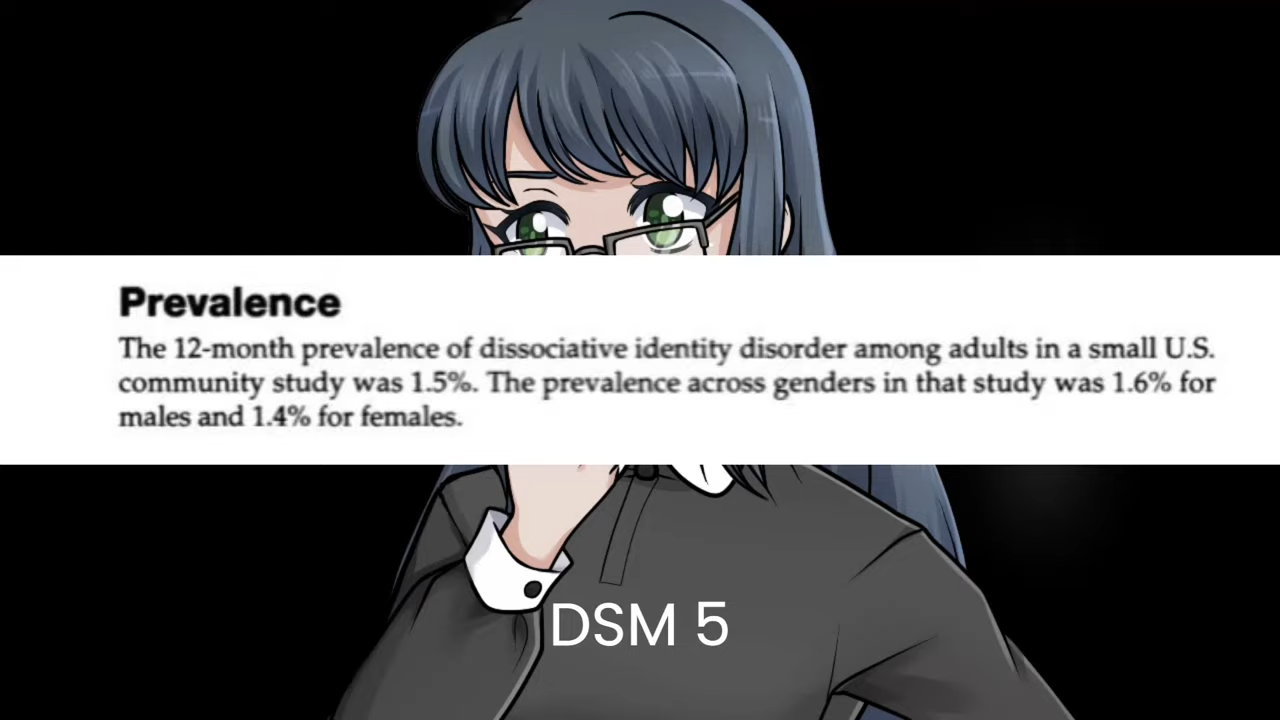 Prevalence
The 12-month prevalence of dissociative identity disorder among adults in a small U.S.
community study was 1.5%. The prevalence across genders in that study was 1.6% for
males and 1.4% for females.
DSM 5